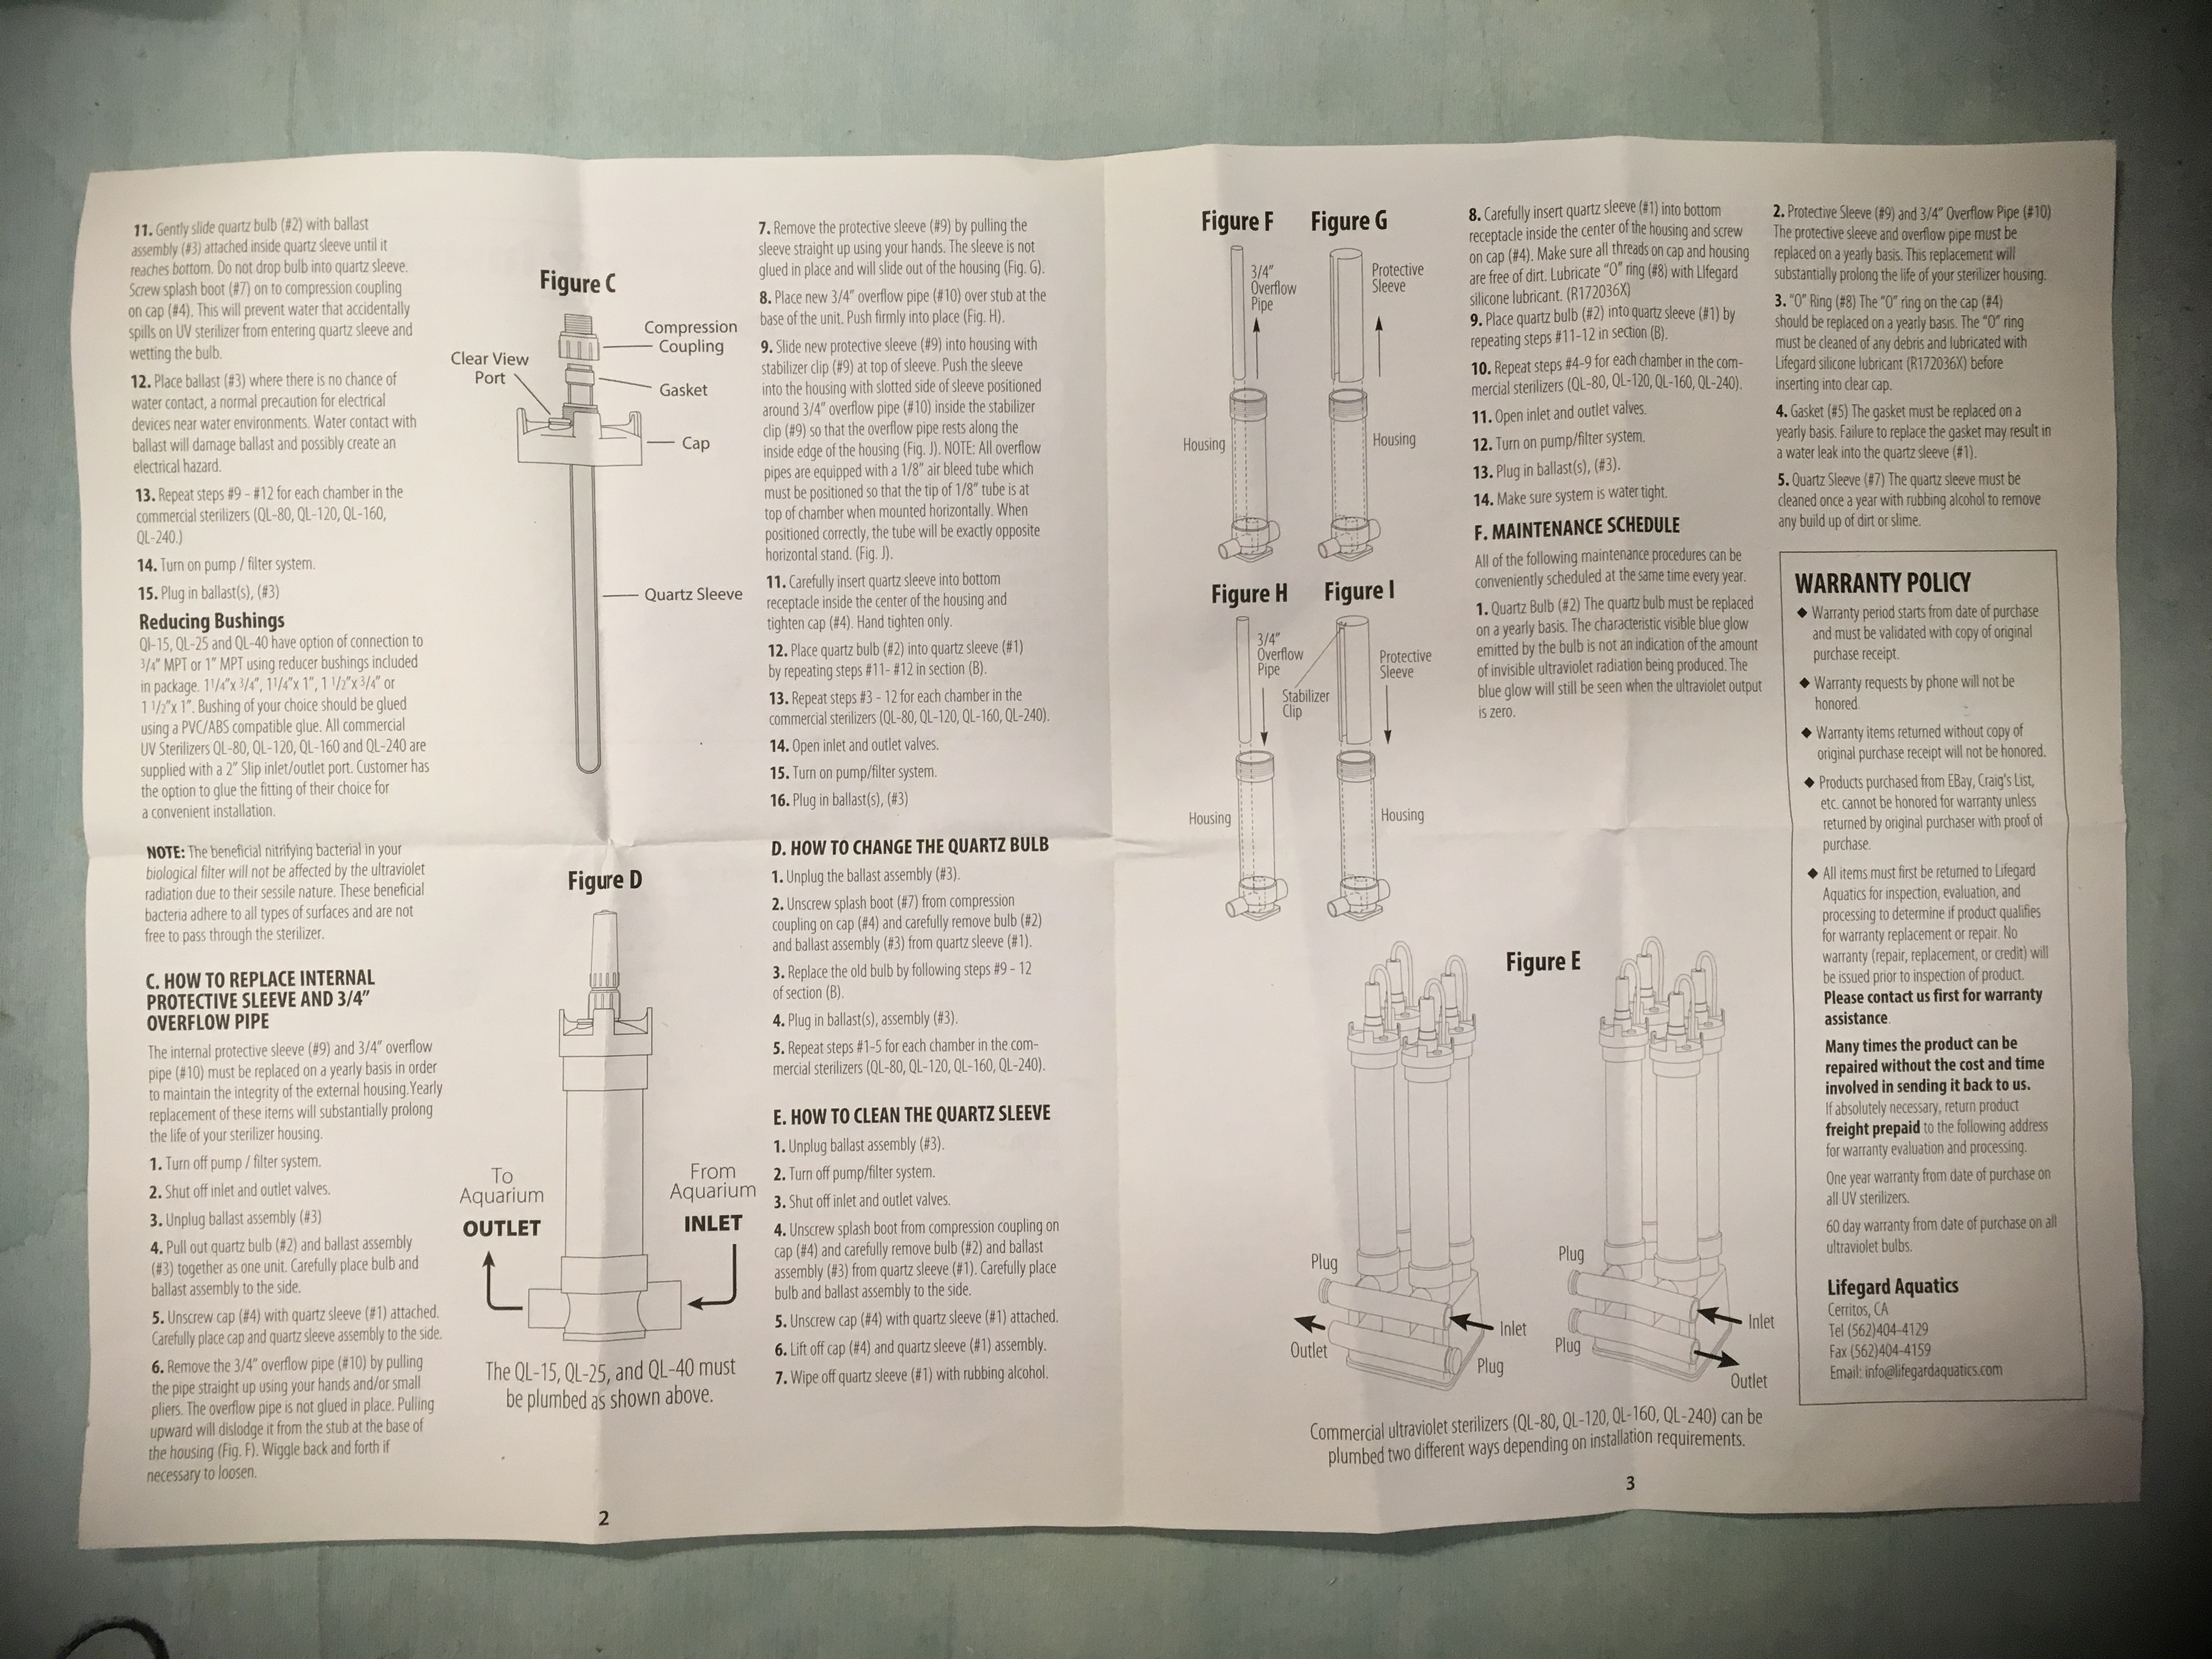 11. Gently slide quartz bulb (#2) with ballast
assembly (#3) attached inside quartz sleeve until it
reaches bottom. Do not drop bulb into quartz sleeve.
Screw splash boot (#7) on to compression coupling
on cap (#4). This will prevent water that accidentally
spills on UV sterilizer from entering quartz sleeve and
wetting the bulb.
12. Place ballast (#3) where there is no chance of
water contact, a normal precaution for electrical
devices near water environments. Water contact with
ballast will damage ballast and possibly create an
electrical hazard.
13. Repeat steps #9 - #12 for each chamber in the
commercial sterilizers (QL-80, QL-120, QL-160,
QL-240.)
14. Turn on pump / filter system.
15. Plug in ballast(s), (#3)
Reducing Bushings
Ql-15, QL-25 and QL-40 have option of connection to
3/4" MPT or 1" MPT using reducer bushings included
in package. 1 1/4"x 3/4", 1 1/4"x 1", 1 1/2"x 3/4" or
1 1/2"x 1". Bushing of your choice should be glued
using a PVC/ABS compatible glue. All commercial
UV Sterilizers QL-80, QL-120, QL-160 and QL-240 are
supplied with a 2" Slip inlet/outlet port. Customer has
the option to glue the fitting of their choice for
a convenient installation.
NOTE: The beneficial nitrifying bacterial in your
biological filter will not be affected by the ultraviolet
radiation due to their sessile nature. These beneficial
bacteria adhere to all types of surfaces and are not
free to pass through the sterilizer.
C. HOW TO REPLACE INTERNAL
PROTECTIVE SLEEVE AND 3/4"
OVERFLOW PIPE
The internal protective sleeve (#9) and 3/4" overflow
pipe (#10) must be replaced on a yearly basis in order
to maintain the integrity of the external housing.Yearly
replacement of these items will substantially prolong
the life of your sterilizer housing.
1. Turn off pump / filter system.
2. Shut off inlet and outlet valves.
3. Unplug ballast assembly (#3)
4. Pull out quartz bulb (#2) and ballast assembly
(#3) together as one unit. Carefully place bulb and
ballast assembly to the side.
5. Unscrew cap (#4) with quartz sleeve (#1) attached.
Carefully place cap and quartz sleeve assembly to the side.
6. Remove the 3/4" overflow pipe (#10) by pulling
the pipe straight up using your hands and/or small
pliers. The overflow pipe is not glued in place. Pulling
upward will dislodge it from the stub at the base of
the housing (Fig. F). Wiggle back and forth if
necessary to loosen.
Figure C
Compression
Coupling
Clear View
Port
Gasket
Cap
Quartz Sleeve
Figure D
To
Aquarium
OUTLET
From
Aquarium
INLET
The QL-15, QL-25, and QL-40 must
be plumbed as shown above.
2
7. Remove the protective sleeve (#9) by pulling the
sleeve straight up using your hands. The sleeve is not
glued in place and will slide out of the housing (Fig. G).
8. Place new 3/4" overflow pipe (#10) over stub at the
base of the unit. Push firmly into place (Fig. H).
9. Slide new protective sleeve (#9) into housing with
stabilizer clip (#9) at top of sleeve. Push the sleeve
into the housing with slotted side of sleeve positioned
around 3/4" overflow pipe (#10) inside the stabilizer
clip (#9) so that the overflow pipe rests along the
inside edge of the housing (Fig. J). NOTE: All overflow
pipes are equipped with a 1/8" air bleed tube which
must be positioned so that the tip of 1/8" tube is at
top of chamber when mounted horizontally. When
positioned correctly, the tube will be exactly opposite
horizontal stand. (Fig. J).
11. Carefully insert quartz sleeve into bottom
receptacle inside the center of the housing and
tighten cap (#4). Hand tighten only.
12. Place quartz bulb (#2) into quartz sleeve (#1)
by repeating steps #11- #12 in section (B).
13. Repeat steps #3 - 12 for each chamber in the
commercial sterilizers (QL-80, QL-120, QL-160, QL-240).
14. Open inlet and outlet valves.
15. Turn on pump/filter system.
16. Plug in ballast(s), (#3)
D. HOW TO CHANGE THE QUARTZ BULB
1. Unplug the ballast assembly (#3).
2. Unscrew splash boot (#7) from compression
coupling on cap (#4) and carefully remove bulb (#2)
and ballast assembly (#3) from quartz sleeve (#1).
3. Replace the old bulb by following steps #9 - 12
of section (B).
4. Plug in ballast(s), assembly (#3).
5. Repeat steps #1-5 for each chamber in the com-
mercial sterilizers (QL-80, QL-120, QL-160, QL-240).
E. HOW TO CLEAN THE QUARTZ SLEEVE
1. Unplug ballast assembly (#3).
2. Turn off pump/filter system.
3. Shut off inlet and outlet valves.
4. Unscrew splash boot from compression coupling on
cap (#4) and carefully remove bulb (#2) and ballast
assembly (#3) from quartz sleeve (#1). Carefully place
bulb and ballast assembly to the side.
5. Unscrew cap (#4) with quartz sleeve (#1) attached.
6. Lift off cap (#4) and quartz sleeve (#1) assembly.
7. Wipe off quartz sleeve (#1) with rubbing alcohol.
Figure F
3/4"
Overflow
Pipe
Housing
Figure G
Protective
Sleeve
Housing
Figure H
3/4"
Overflow
Pipe
Housing
Figure I
Stabilizer
Clip
Protective
Sleeve
Housing
8. Carefully insert quartz sleeve (#1) into bottom
receptacle inside the center of the housing and screw
on cap (#4). Make sure all threads on cap and housing
are free of dirt. Lubricate "O" ring (#8) with LIfegard
silicone lubricant. (R172036X)
9. Place quartz bulb (#2) into quartz sleeve (#1) by
repeating steps #11-12 in section (B).
10. Repeat steps #4-9 for each chamber in the com-
mercial sterilizers (QL-80, QL-120, QL-160, QL-240).
11. Open inlet and outlet valves.
12. Turn on pump/filter system.
13. Plug in ballast(s), (#3).
14. Make sure system is water tight.
F. MAINTENANCE SCHEDULE
All of the following maintenance procedures can be
conveniently scheduled at the same time every year.
1. Quartz Bulb (#2) The quartz bulb must be replaced
on a yearly basis. The characteristic visible blue glow
emitted by the bulb is not an indication of the amount
of invisible ultraviolet radiation being produced. The
blue glow will still be seen when the ultraviolet output
is zero.
Figure E
Plug
Outlet
Inlet
Plug
Plug
Plug
Inlet
Outlet
Commercial ultraviolet sterilizers (QL-80, QL-120, QL-160, QL-240) can be
plumbed two different ways depending on installation requirements.
3
2. Protective Sleeve (#9) and 3/4" Overflow Pipe (#10)
The protective sleeve and overflow pipe must be
replaced on a yearly basis. This replacement will
substantially prolong the life of your sterilizer housing.
3. "O" Ring (#8) The "O" ring on the cap (#4)
should be replaced on a yearly basis. The "O" ring
must be cleaned of any debris and lubricated with
Lifegard silicone lubricant (R172036X) before
inserting into clear cap.
4. Gasket (#5) The gasket must be replaced on a
yearly basis. Failure to replace the gasket may result in
a water leak into the quartz sleeve (#1).
5. Quartz Sleeve (#7) The quartz sleeve must be
cleaned once a year with rubbing alcohol to remove
any build up of dirt or slime.
WARRANTY POLICY
◆ Warranty period starts from date of purchase
and must be validated with copy of original
purchase receipt.
◆ Warranty requests by phone will not be
honored.
◆ Warranty items returned without copy of
original purchase receipt will not be honored.
◆ Products purchased from EBay, Craig's List,
etc. cannot be honored for warranty unless
returned by original purchaser with proof of
purchase.
◆ All items must first be returned to Lifegard
Aquatics for inspection, evaluation, and
processing to determine if product qualifies
for warranty replacement or repair. No
warranty (repair, replacement, or credit) will
be issued prior to inspection of product.
Please contact us first for warranty
assistance.
Many times the product can be
repaired without the cost and time
involved in sending it back to us.
If absolutely necessary, return product
freight prepaid to the following address
for warranty evaluation and processing.
One year warranty from date of purchase on
all UV sterilizers.
60 day warranty from date of purchase on all
ultraviolet bulbs.
Lifegard Aquatics
Cerritos, CA
Tel (562)404-4129
Fax (562)404-4159
Email: info@lifegardaquatics.com